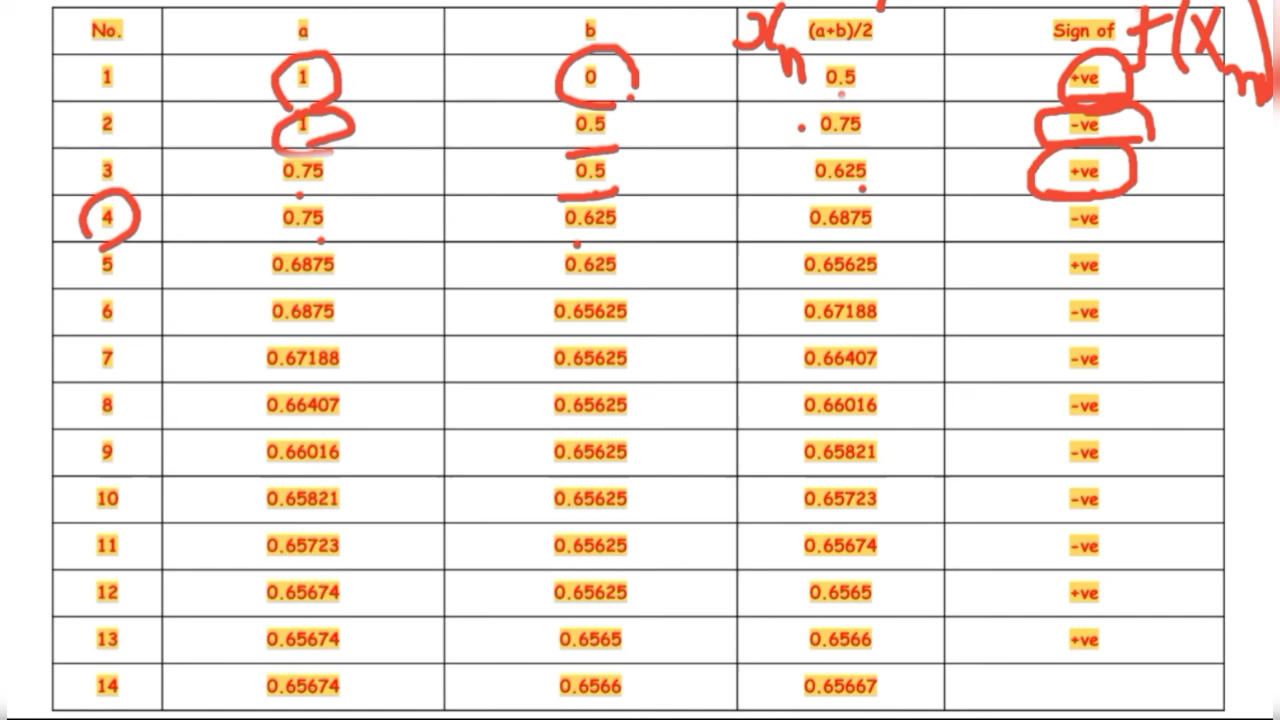 No. a b xn (a+b)/2 Sign of f(xn)
1 1 0 0.5 +ve
2 1 0.5 0.75 -ve
3 0.75 0.5 0.625 +ve
4 0.75 0.625 0.6875 -ve
5 0.6875 0.625 0.65625 +ve
6 0.6875 0.65625 0.67188 -ve
7 0.67188 0.65625 0.66407 -ve
8 0.66407 0.65625 0.66016 -ve
9 0.66016 0.65625 0.65821 -ve
10 0.65821 0.65625 0.65723 -ve
11 0.65723 0.65625 0.65674 -ve
12 0.65674 0.65625 0.6565 +ve
13 0.65674 0.6565 0.6566 +ve
14 0.65674 0.6566 0.65667